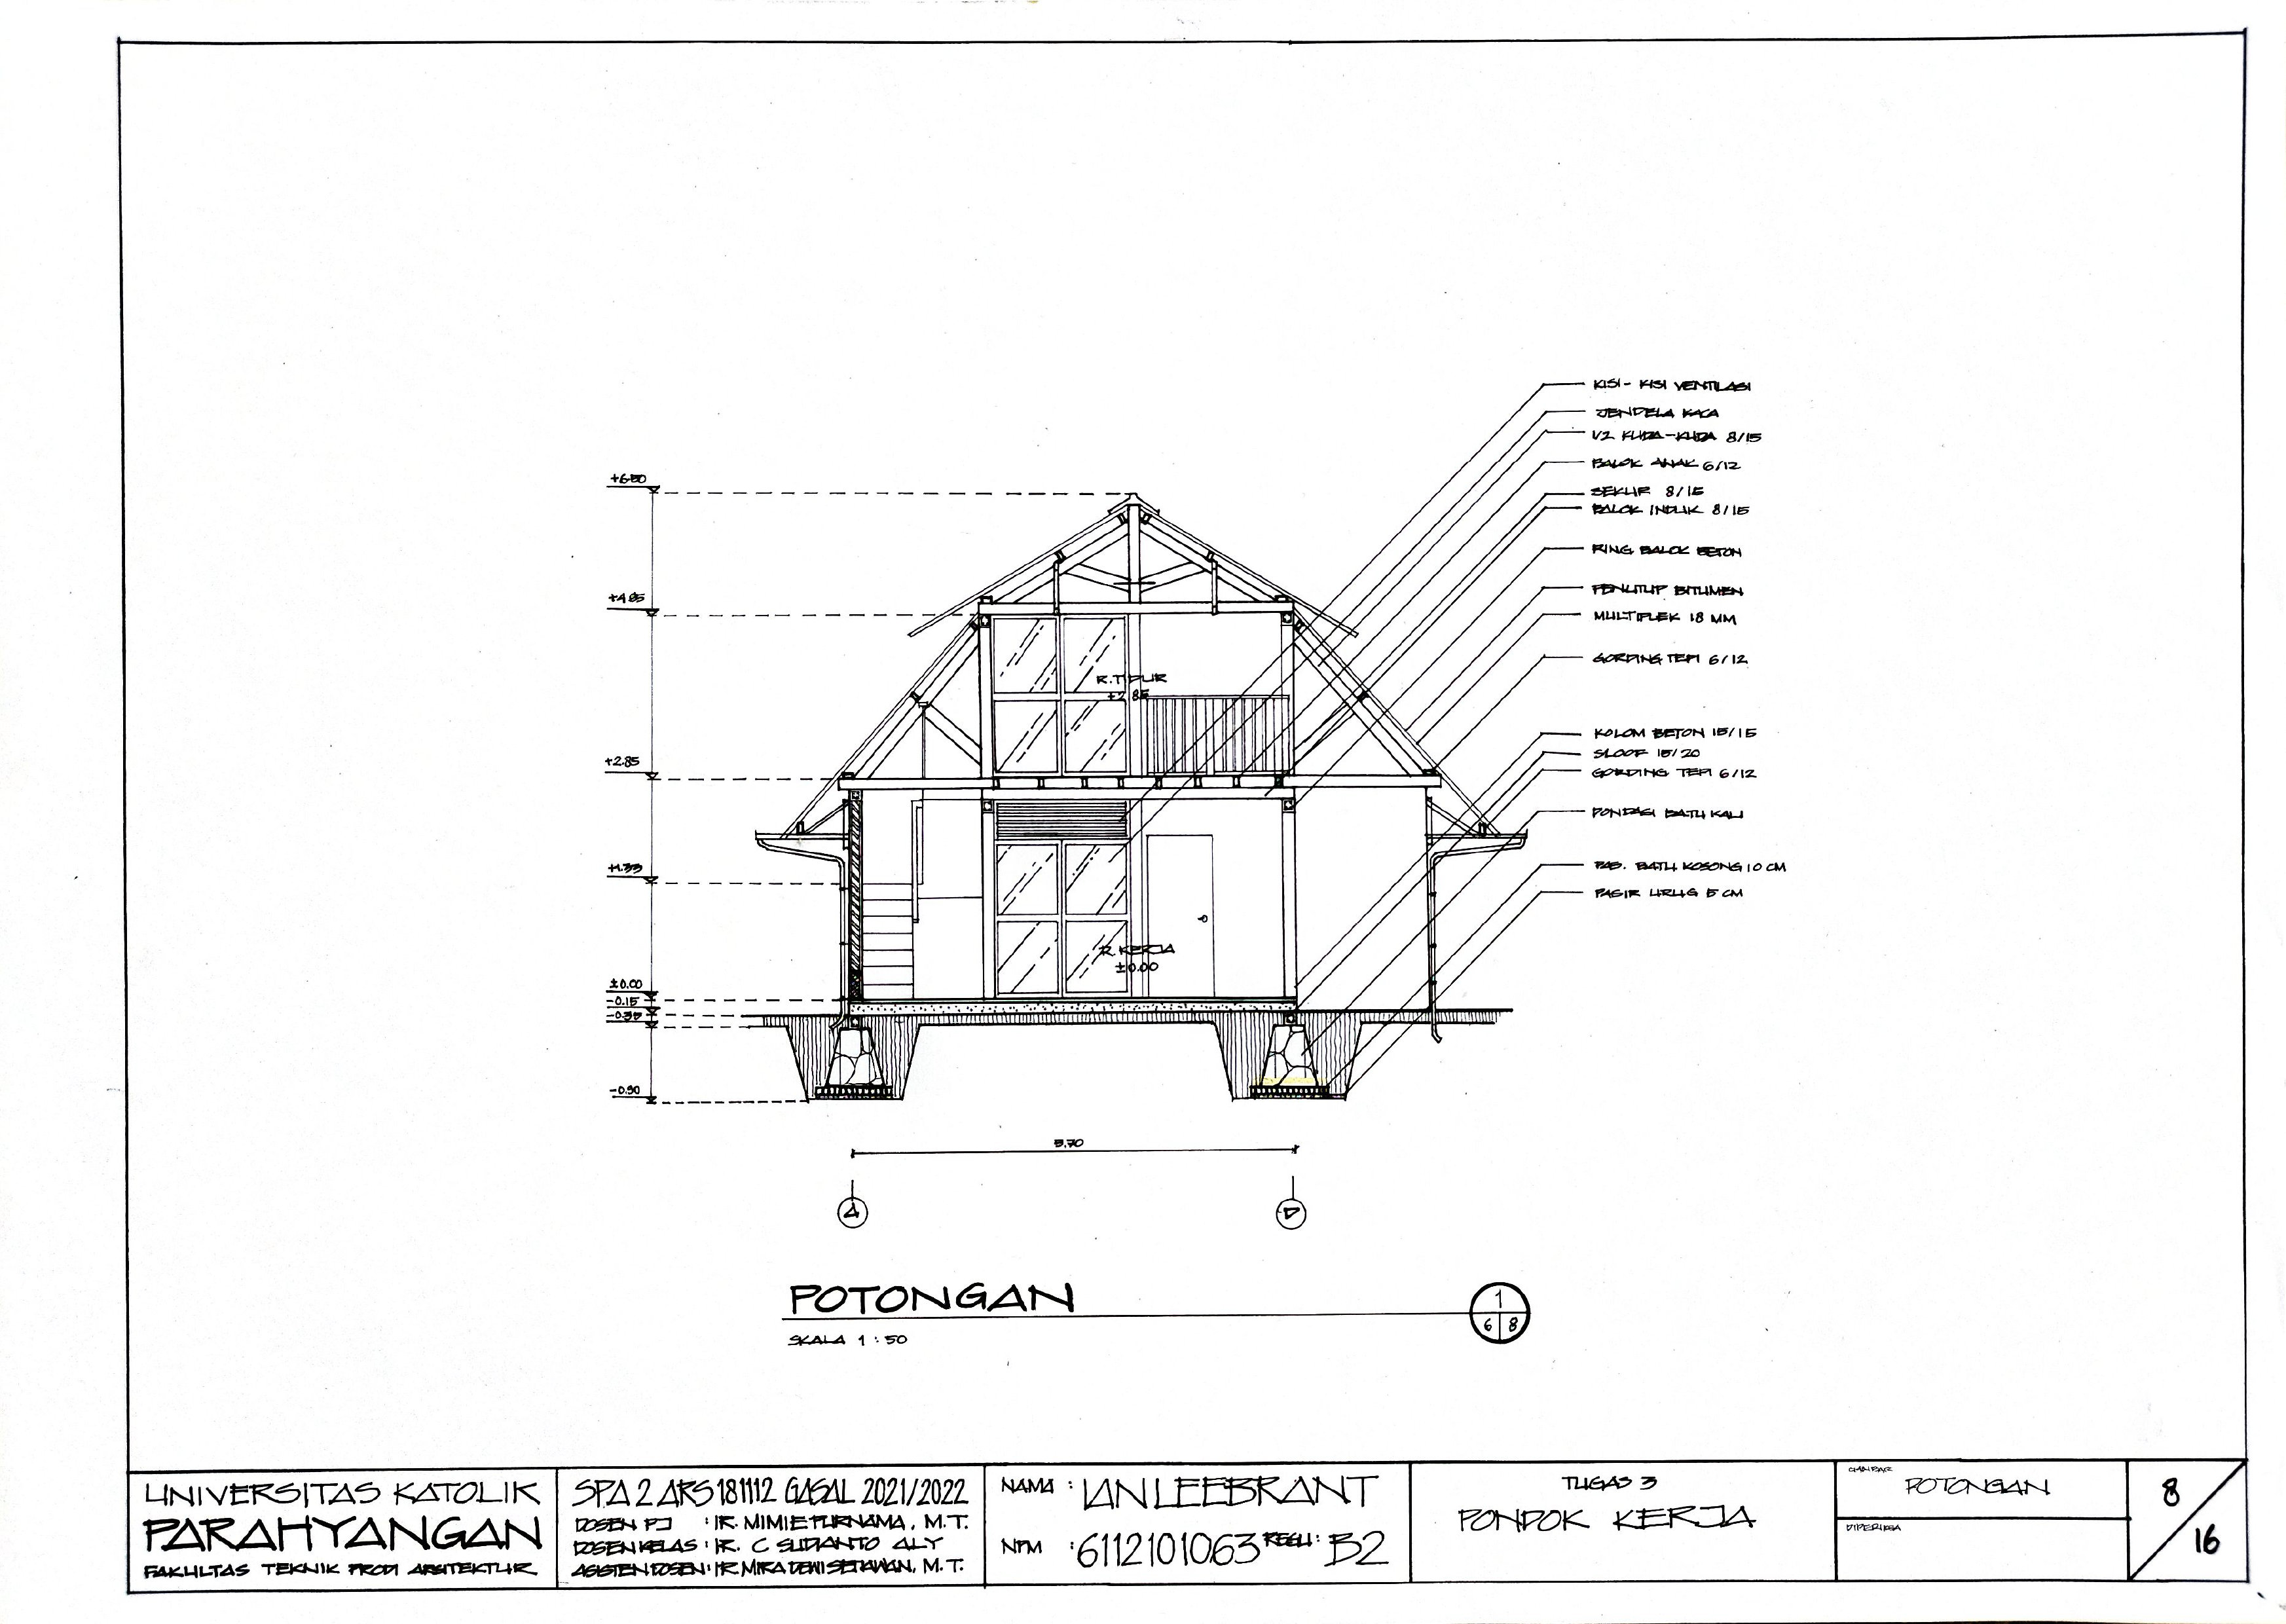 KISI - KISI VENTILASI
JENDELA KACA
1/2 KUDA-KUDA 8/15
BALOK ANAK 6/12
SEKUR 8/15
BALOK INDUK 8/15
RING BALOK BETON
PENUTUP BITUMEN
MULTIPLEK 18 MM
GORDING TEPI 6/12
KOLOM BETON 15/15
SLOOF 15/20
GORDING TEPI 6/12
PONDASI BATU KALI
PAS. BATU KOSONG 10 CM
PASIR URUG 5 CM
+6.50
+4.85
+2.85
+1.33
±0.00
-0.15
-0.35
-0.90
R.TIDUR
+2.85
R.KERJA
±0.00
5.70
A
D
POTONGAN
SKALA 1 : 50
1
6 8
UNIVERSITAS KATOLIK
PARAHYANGAN
FAKULTAS TEKNIK PRODI ARSITEKTUR
SPA 2 ARS 181112 GASAL 2021/2022
DOSEN PJ : IR. MIMIE PURNAMA, M.T.
DOSEN KELAS : IR. C SUDIANTO ALY
ASISTEN DOSEN : IR MIRA DEWI SETIAWAN, M.T.
NAMA : IAN LEEBRANT
NPM : 6112101063 REGU : B2
TUGAS 3
PONDOK KERJA
GAMBAR
POTONGAN
DIPERIKSA
8/16